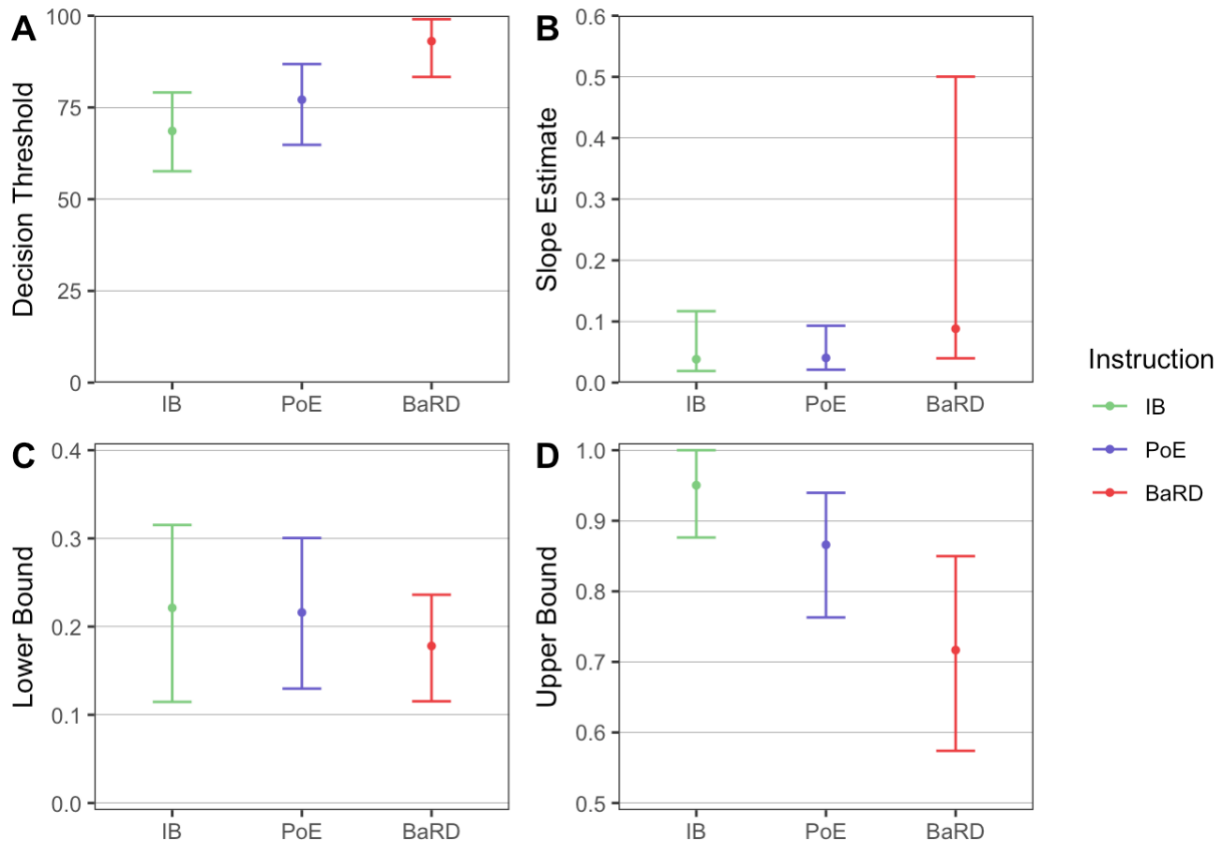 A
Decision Threshold
100
75
50
25
0
IB PoE BaRD
B
Slope Estimate
0.6
0.5
0.4
0.3
0.2
0.1
0.0
IB PoE BaRD
C
Lower Bound
0.4
0.3
0.2
0.1
0.0
IB PoE BaRD
D
Upper Bound
1.0
0.9
0.8
0.7
0.6
0.5
IB PoE BaRD
Instruction
IB
PoE
BaRD